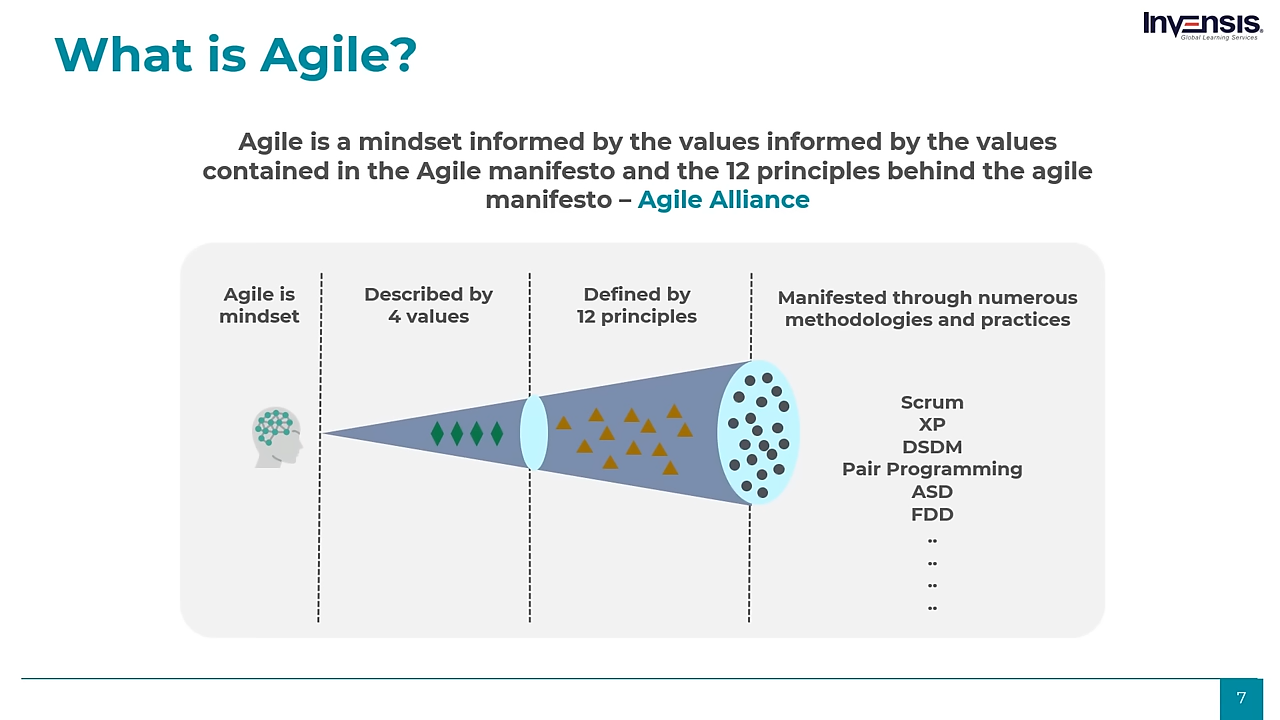 What is Agile?
Invensis®
Global Learning Services
Agile is a mindset informed by the values informed by the values
contained in the Agile manifesto and the 12 principles behind the agile
manifesto – Agile Alliance
Agile is
mindset
Described by
4 values
Defined by
12 principles
Manifested through numerous
methodologies and practices
Scrum
XP
DSDM
Pair Programming
ASD
FDD
..
..
..
..
7